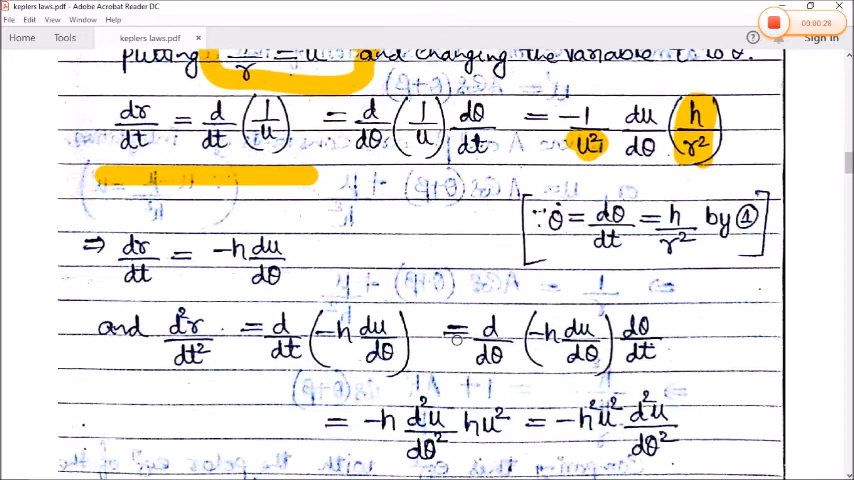 keplers laws.pdf - Adobe Acrobat Reader DC
File Edit View Window Help
00:00:28
Home Tools keplers laws.pdf × Sign In
putting 1/r = u and changing the variable t to θ.
dr/dt = d/dt (1/u) = d/dθ (1/u) dθ/dt = -1/u² du/dθ (h/r²)
[∵ θ̇ = dθ/dt = h/r² by ①]
⇒ dr/dt = -h du/dθ
and d²r/dt² = d/dt (-h du/dθ) = d/dθ (-h du/dθ) dθ/dt
= -h d²u/dθ² hu² = -h²u² d²u/dθ²